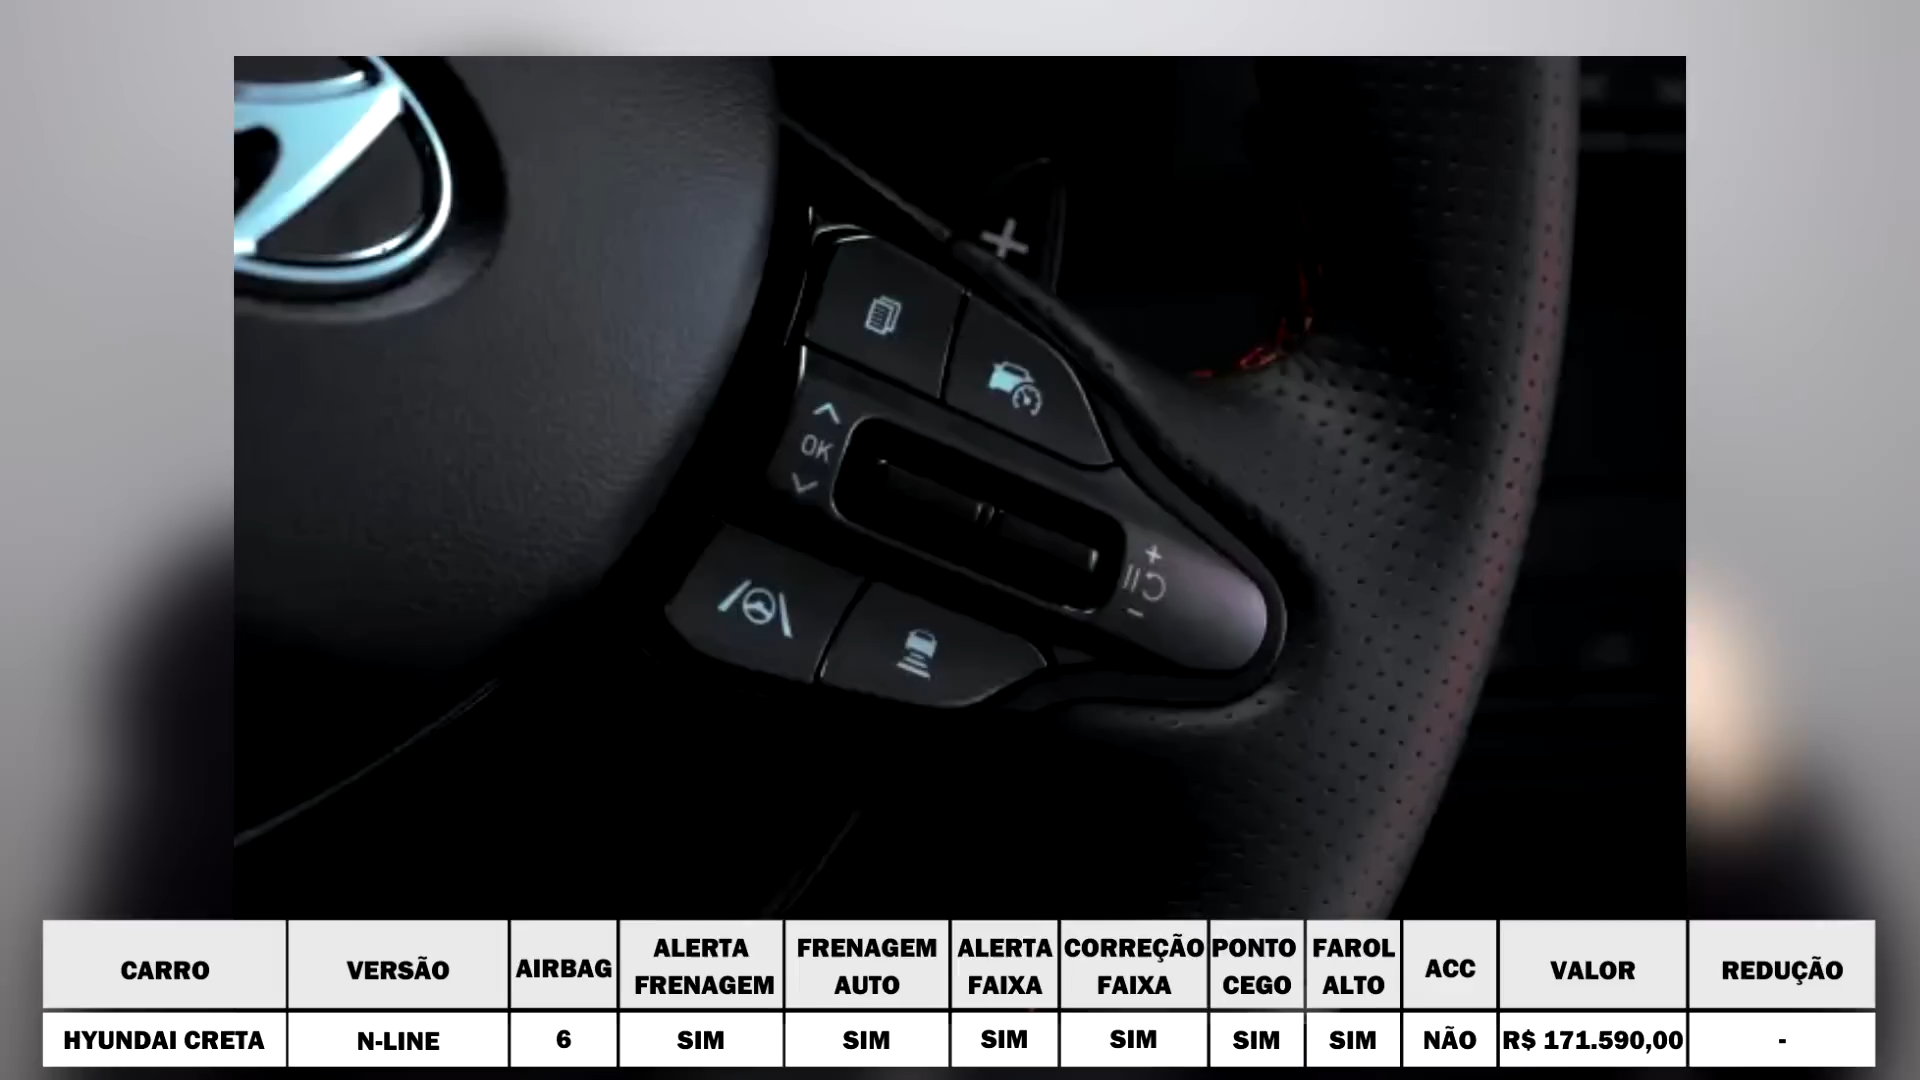 +
OK
+
-
CARRO VERSÃO AIRBAG ALERTA FRENAGEM FRENAGEM AUTO ALERTA FAIXA CORREÇÃO FAIXA PONTO CEGO FAROL ALTO ACC VALOR REDUÇÃO
HYUNDAI CRETA N-LINE 6 SIM SIM SIM SIM SIM SIM NÃO R$ 171.590,00 -